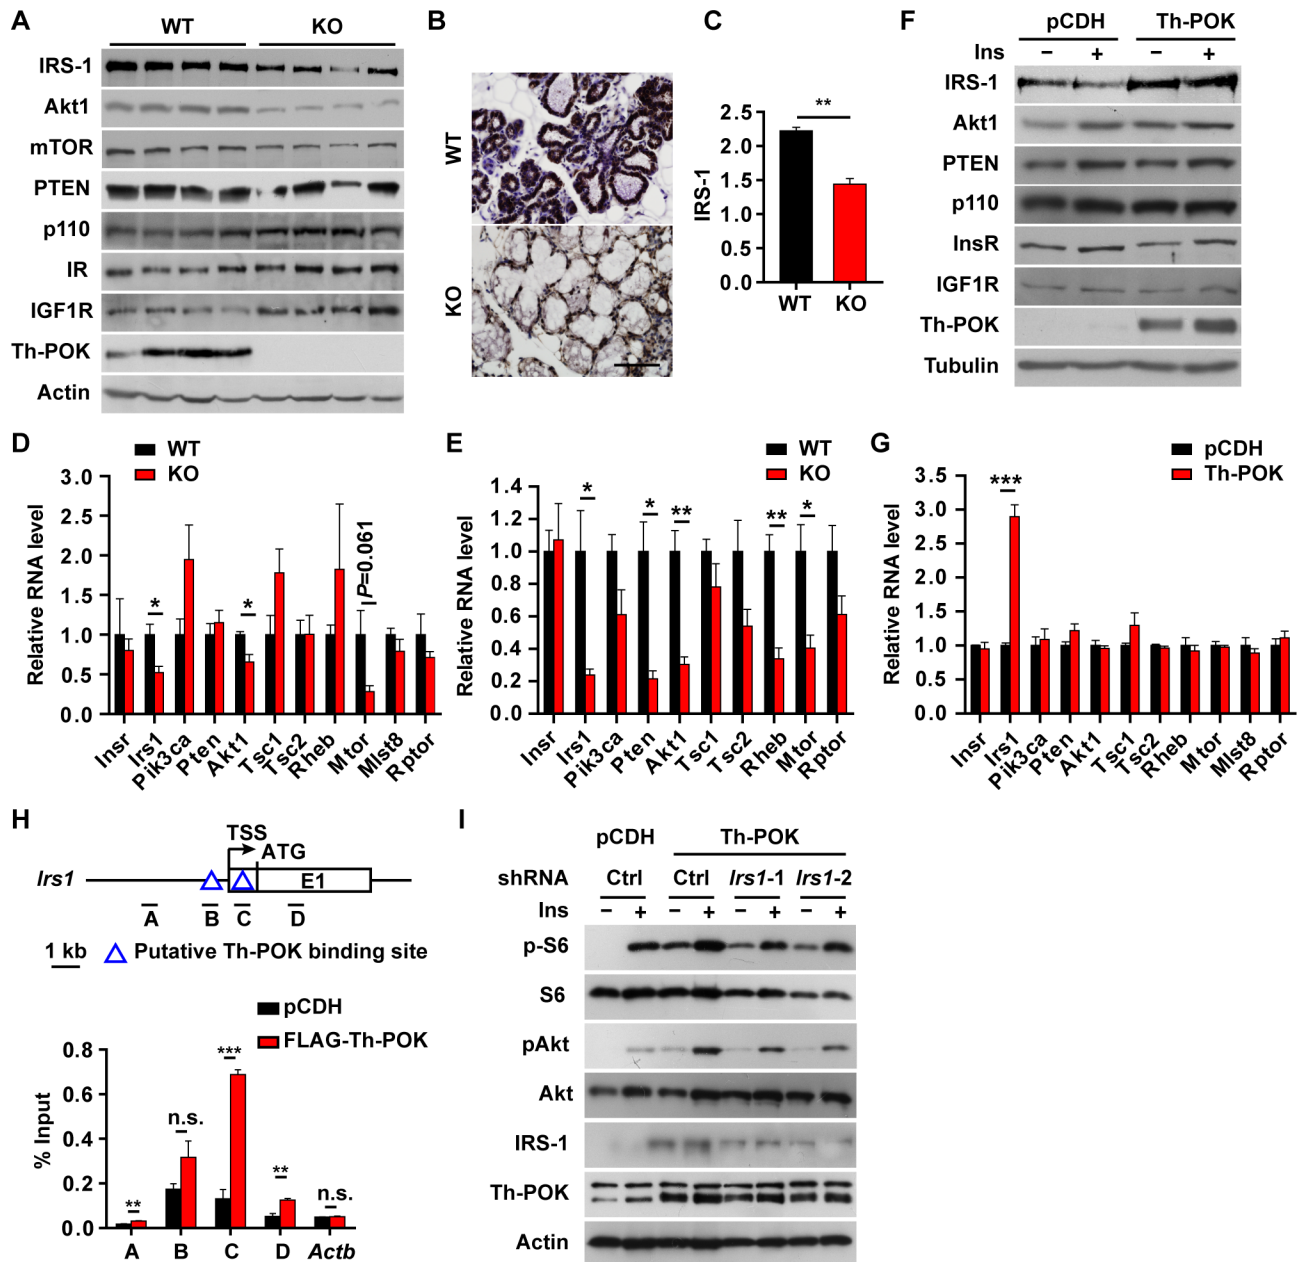 A
WT KO
IRS-1
Akt1
mTOR
PTEN
p110
IR
IGF1R
Th-POK
Actin
B
WT
KO
C
**
IRS-1
2.5
2.0
1.5
1.0
0.5
0.0
WT KO
F
pCDH Th-POK
Ins − + − +
IRS-1
Akt1
PTEN
p110
InsR
IGF1R
Th-POK
Tubulin
D
WT
KO
Relative RNA level
3.0
2.5
2.0
1.5
1.0
0.5
0.0
* * P=0.061
Insr Irs1 Pik3ca Pten Akt1 Tsc1 Tsc2 Rheb Mtor Mlst8 Rptor
E
WT
KO
Relative RNA level
1.4
1.2
1.0
0.8
0.6
0.4
0.2
0.0
* * ** ** *
Insr Irs1 Pik3ca Pten Akt1 Tsc1 Tsc2 Rheb Mtor Rptor
G
pCDH
Th-POK
Relative RNA level
3.5
3.0
2.5
2.0
1.5
1.0
0.5
0.0
***
Insr Irs1 Pik3ca Pten Akt1 Tsc1 Tsc2 Rheb Mtor Mlst8 Rptor
H
TSS
ATG
Irs1 E1
A B C D
1 kb Putative Th-POK binding site
pCDH
FLAG-Th-POK
% Input
0.8
0.6
0.4
0.2
0.0
** n.s. *** ** n.s.
A B C D Actb
I
pCDH Th-POK
shRNA Ctrl Ctrl Irs1-1 Irs1-2
Ins − + − + − + − +
p-S6
S6
pAkt
Akt
IRS-1
Th-POK
Actin